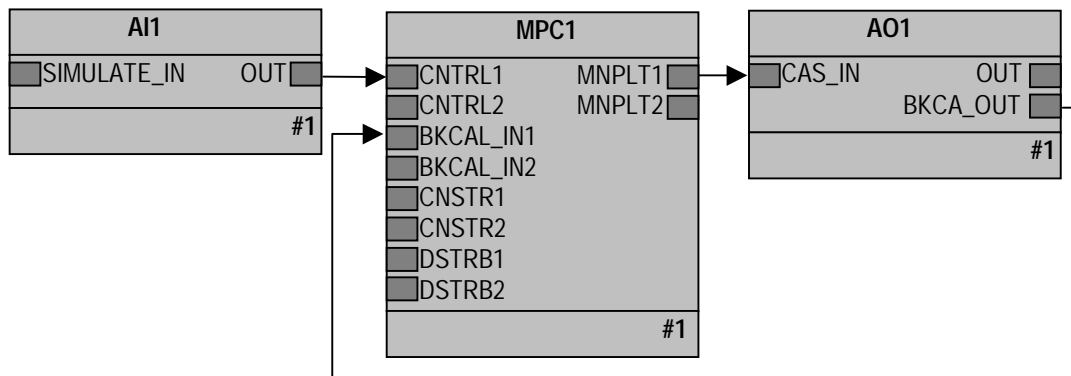 AI1
SIMULATE_IN OUT
#1
MPC1
CNTRL1 MNPLT1
CNTRL2 MNPLT2
BKCAL_IN1
BKCAL_IN2
CNSTR1
CNSTR2
DSTRB1
DSTRB2
#1
AO1
CAS_IN OUT
BKCA_OUT
#1